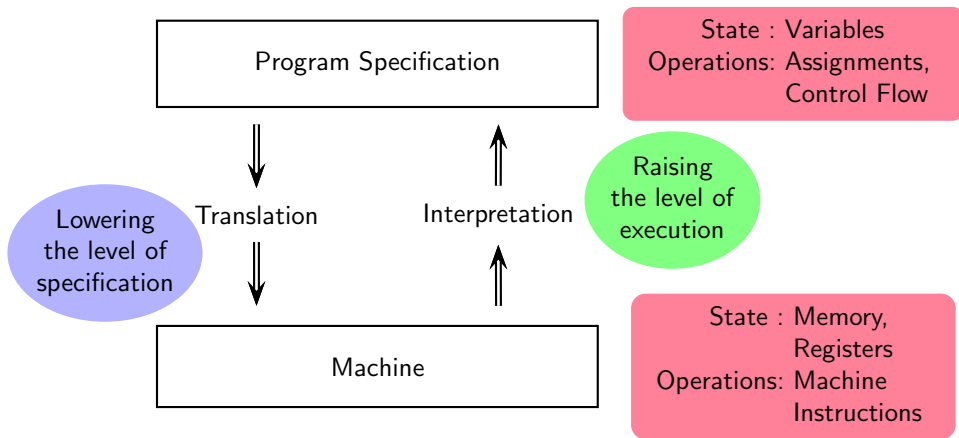 Program Specification
State : Variables
Operations: Assignments,
Control Flow
Lowering
the level of
specification
Translation
Interpretation
Raising
the level of
execution
Machine
State : Memory,
Registers
Operations: Machine
Instructions